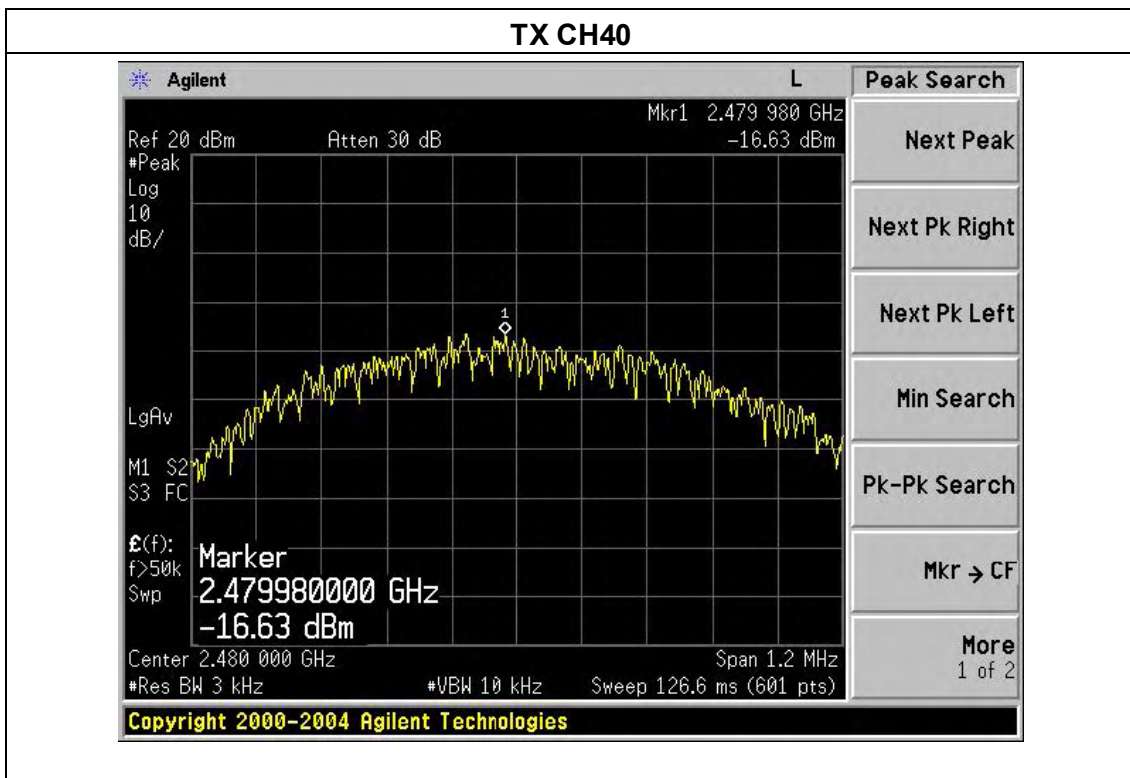 TX CH40
Agilent L Peak Search
Mkr1 2.479 980 GHz
Ref 20 dBm Atten 30 dB -16.63 dBm
#Peak
Log
10
dB/
1
LgAv
M1 S2
S3 FC
£(f):
f>50k
Swp
Marker
2.479980000 GHz
-16.63 dBm
Center 2.480 000 GHz Span 1.2 MHz
#Res BW 3 kHz #VBW 10 kHz Sweep 126.6 ms (601 pts)
Copyright 2000-2004 Agilent Technologies
Next Peak
Next Pk Right
Next Pk Left
Min Search
Pk-Pk Search
Mkr → CF
More
1 of 2